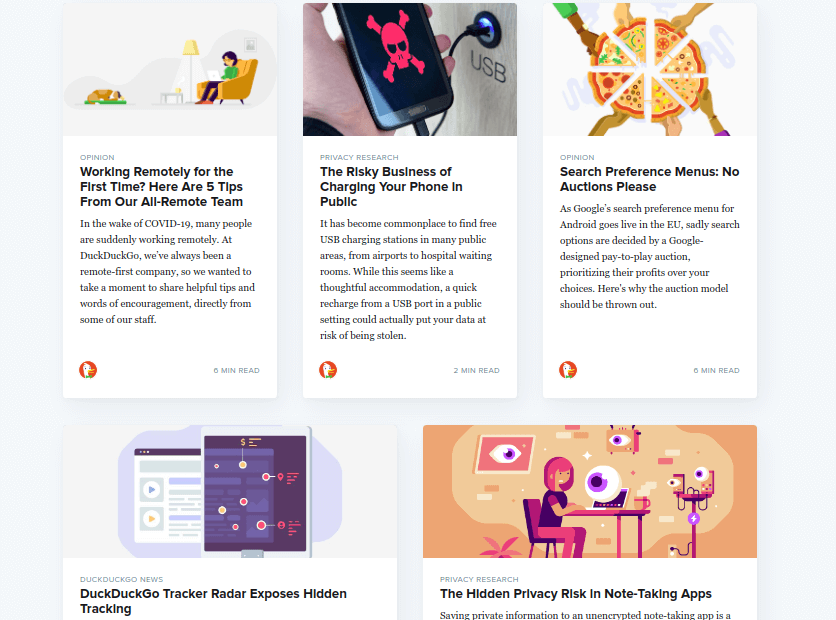 USB
OPINION
Working Remotely for the
First Time? Here Are 5 Tips
From Our All-Remote Team
In the wake of COVID-19, many people
are suddenly working remotely. At
DuckDuckGo, we've always been a
remote-first company, so we wanted to
take a moment to share helpful tips and
words of encouragement, directly from
some of our staff.
6 MIN READ
PRIVACY RESEARCH
The Risky Business of
Charging Your Phone in
Public
It has become commonplace to find free
USB charging stations in many public
areas, from airports to hospital waiting
rooms. While this seems like a
thoughtful accommodation, a quick
recharge from a USB port in a public
setting could actually put your data at
risk of being stolen.
2 MIN READ
OPINION
Search Preference Menus: No
Auctions Please
As Google's search preference menu for
Android goes live in the EU, sadly search
options are decided by a Google-
designed pay-to-play auction,
prioritizing their profits over your
choices. Here's why the auction model
should be thrown out.
6 MIN READ
$
DUCKDUCKGO NEWS
DuckDuckGo Tracker Radar Exposes Hidden
Tracking
PRIVACY RESEARCH
The Hidden Privacy Risk in Note-Taking Apps
Saving private information to an unencrypted note-taking app is a